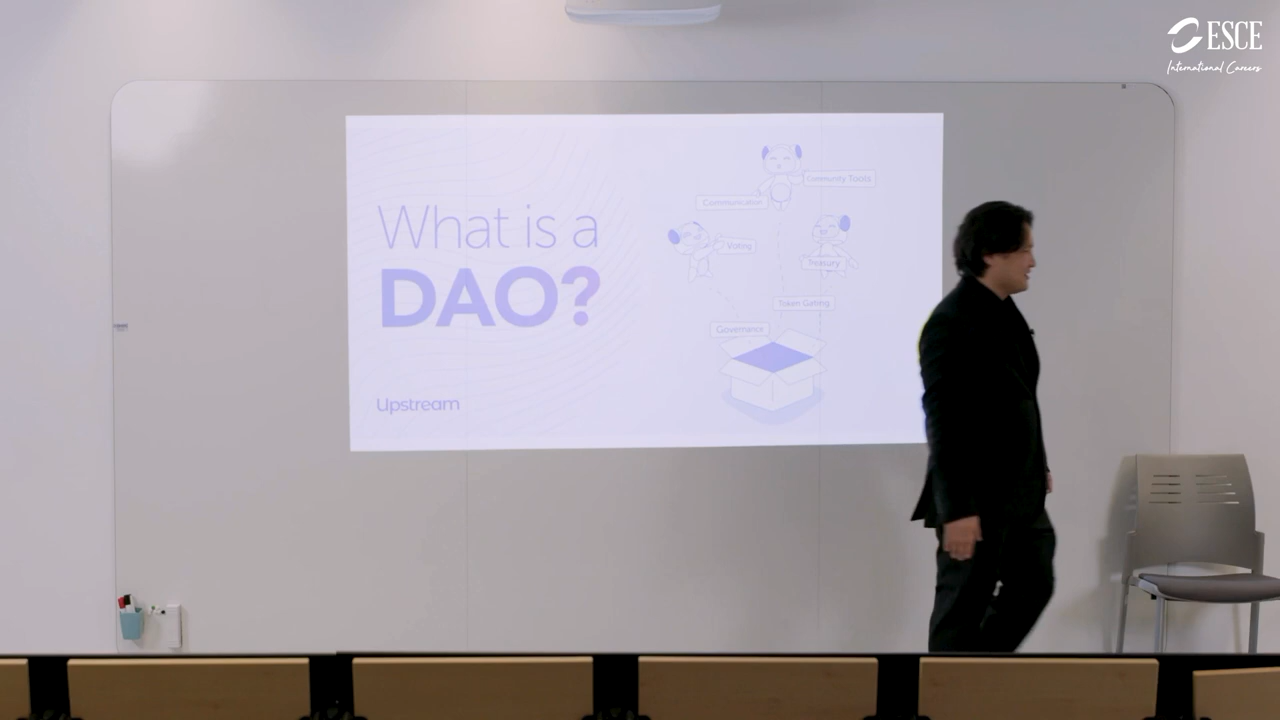 ESCE
International Careers
What is a
DAO?
Upstream
Community Tools
Communication
Voting
Treasury
Token Gating
Governance